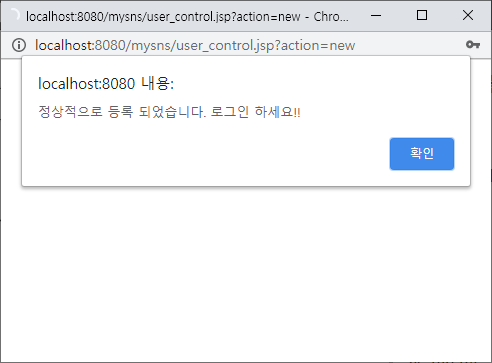 localhost:8080/mysns/user_control.jsp?action=new - Chro...
localhost:8080/mysns/user_control.jsp?action=new
localhost:8080 내용:
정상적으로 등록 되었습니다. 로그인 하세요!!
확인